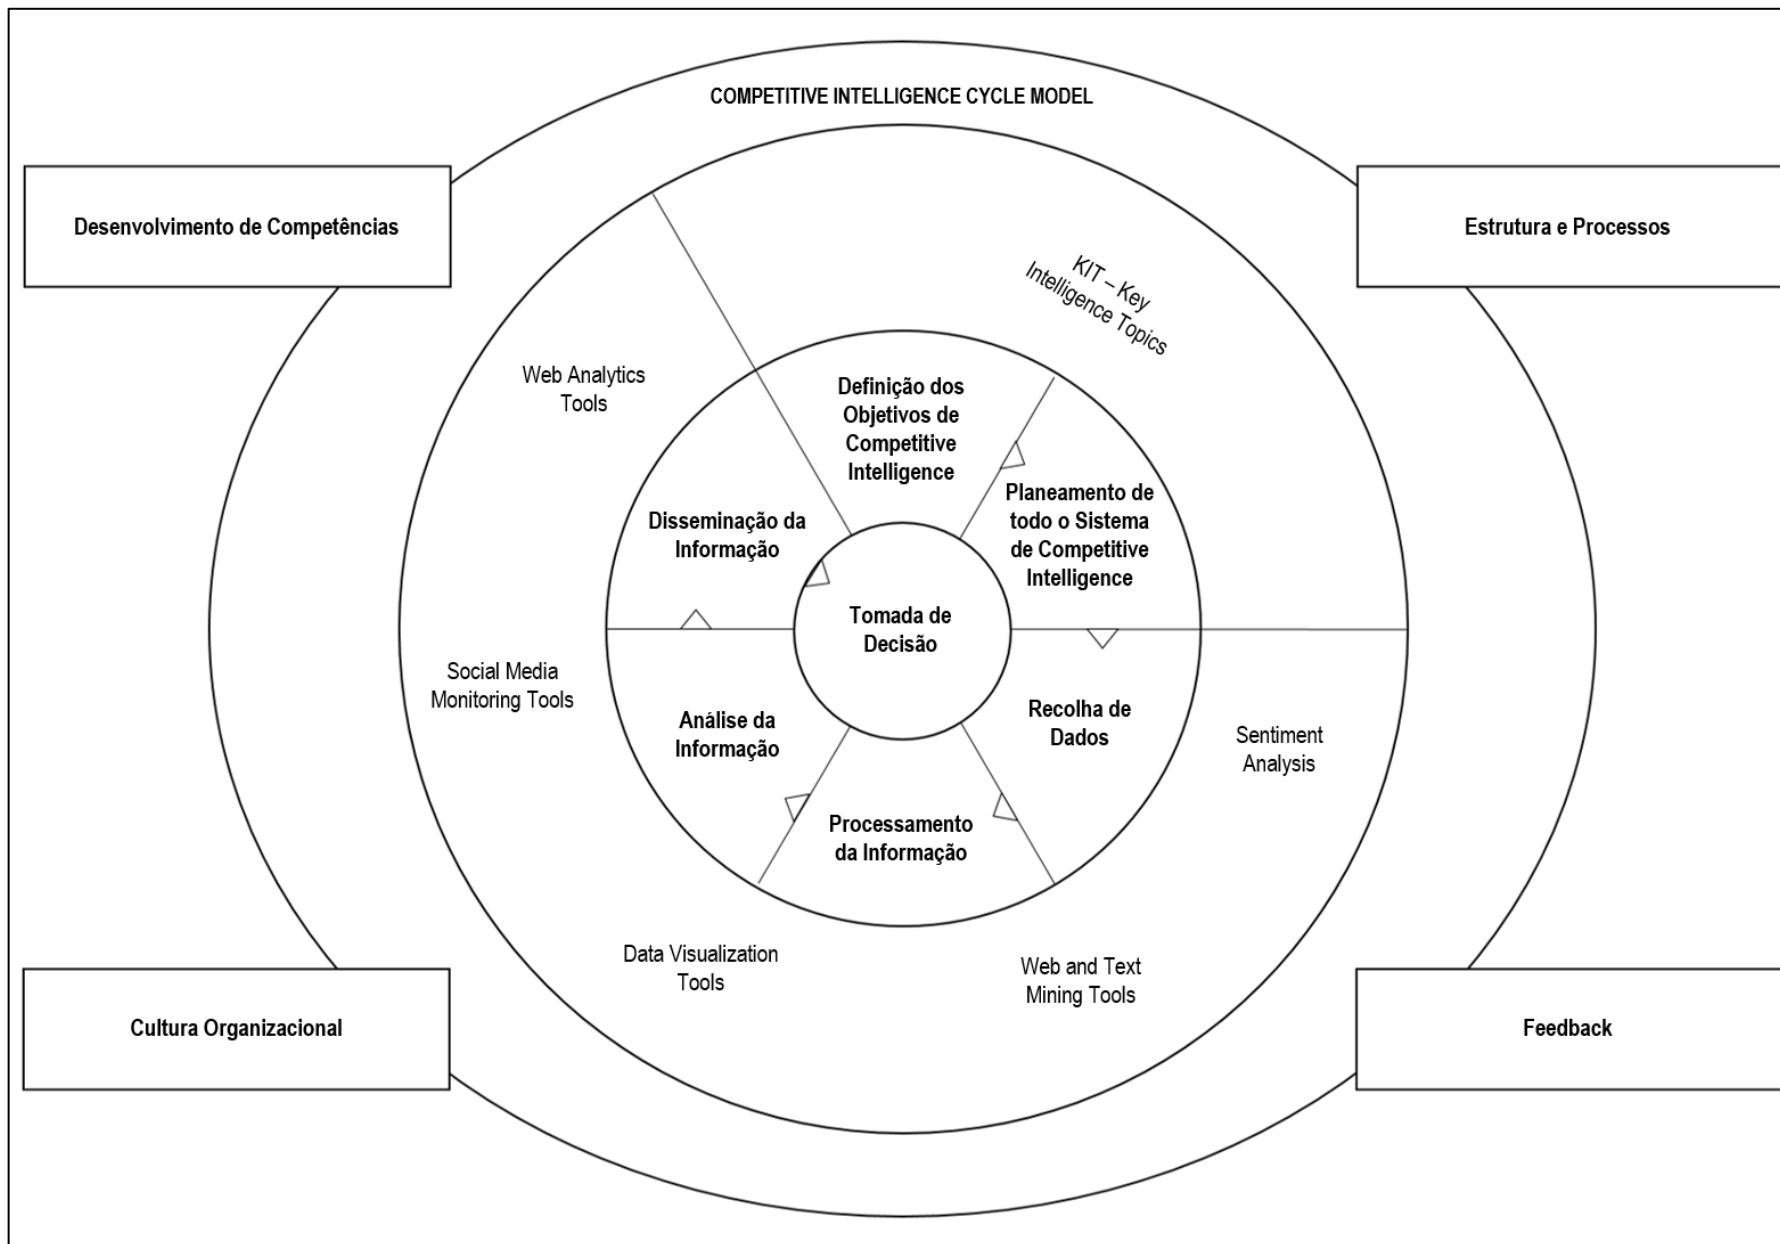 COMPETITIVE INTELLIGENCE CYCLE MODEL
Desenvolvimento de Competências
Estrutura e Processos
KIT – Key
Intelligence Topics
Web Analytics
Tools
Definição dos
Objetivos de
Competitive
Intelligence
Planeamento de
todo o Sistema
de Competitive
Intelligence
Disseminação da
Informação
Tomada de
Decisão
Social Media
Monitoring Tools
Análise da
Informação
Recolha de
Dados
Sentiment
Analysis
Processamento
da Informação
Data Visualization
Tools
Web and Text
Mining Tools
Cultura Organizacional
Feedback